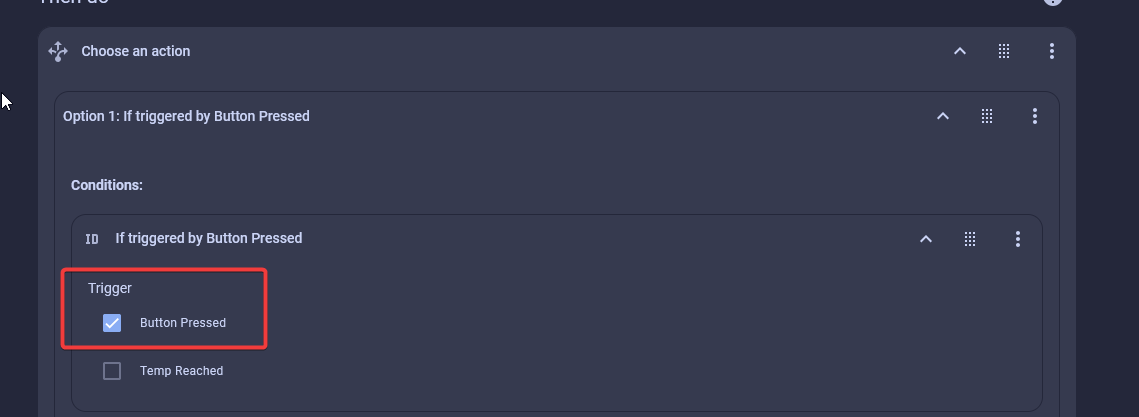 Then do
Choose an action
Option 1: If triggered by Button Pressed
Conditions:
ID If triggered by Button Pressed
Trigger
Button Pressed
Temp Reached